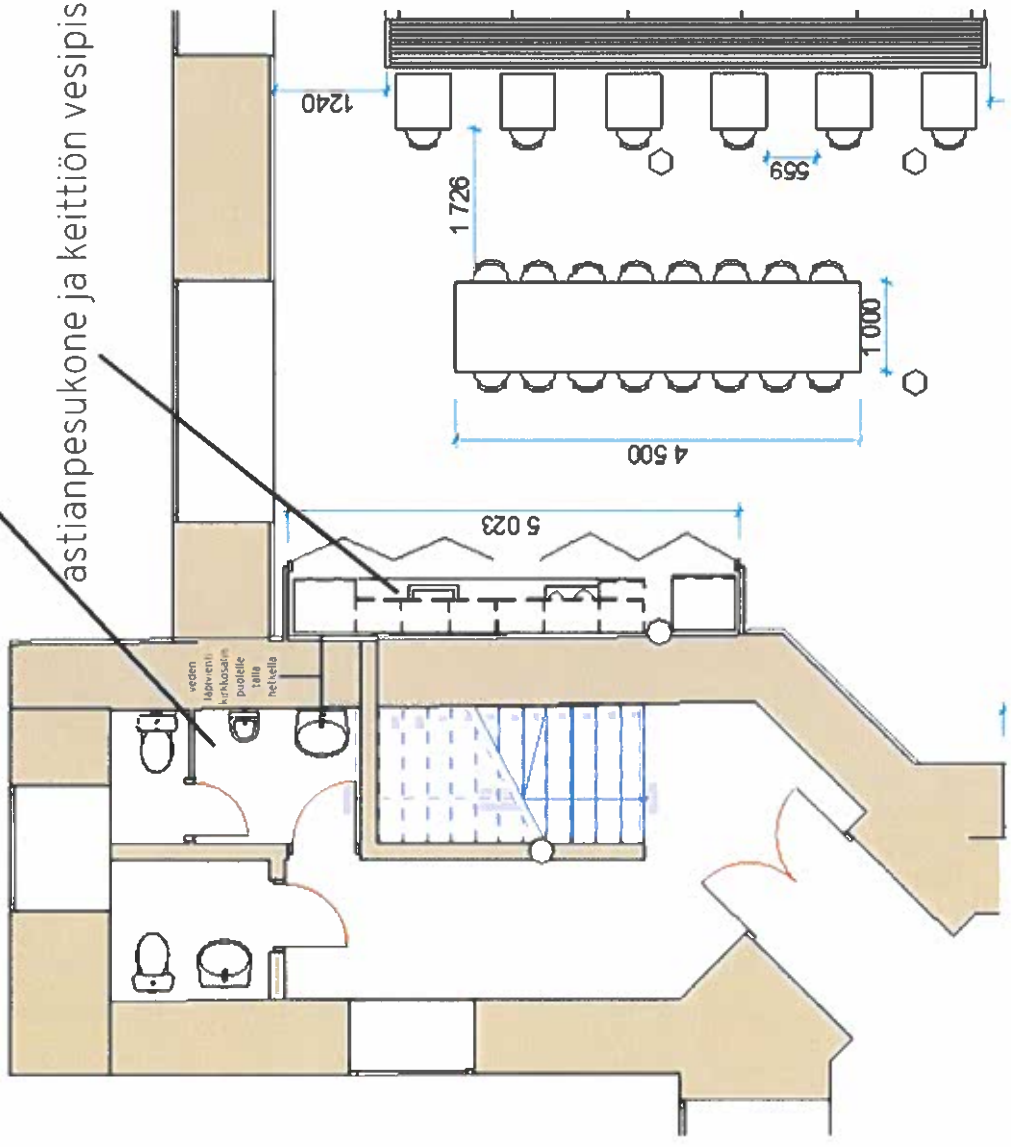 astianpesukone ja keittiön vesipis
veden
läpivienti
kirkkosalin
puolelle
tällä
hetkellä
1240
1 726
559
1 000
4 500
5 023